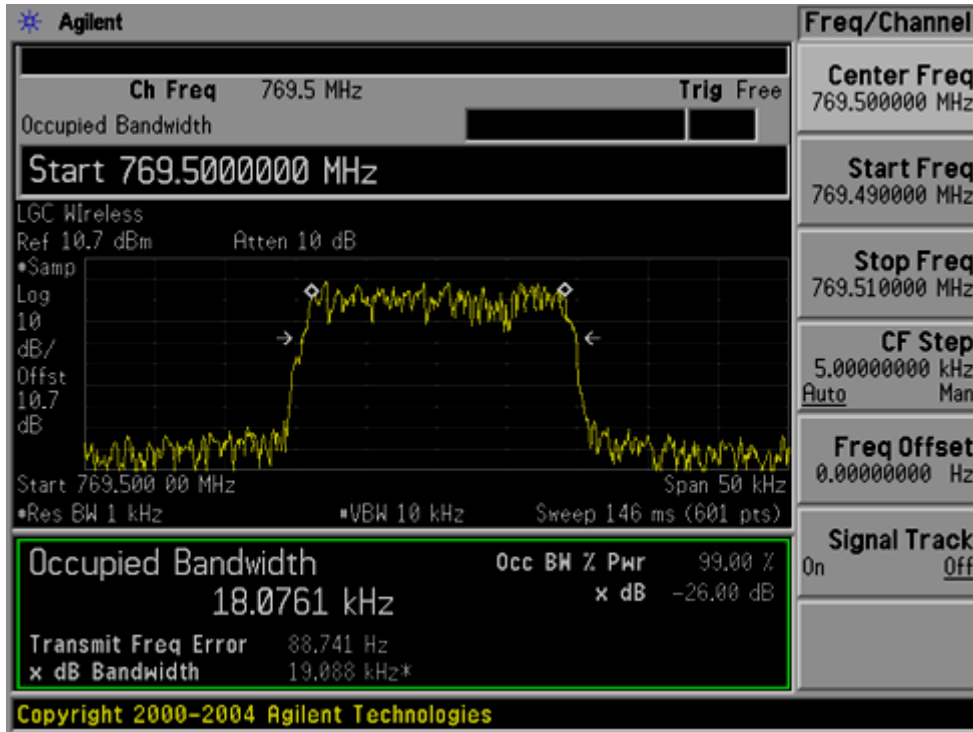 Agilent
Freq/Channel
Ch Freq 769.5 MHz Trig Free
Occupied Bandwidth
Start 769.5000000 MHz
LGC WIreless
Ref 10.7 dBm Atten 10 dB
•Samp
Log
10
dB/
Offst
10.7
dB
Start 769.500 00 MHz Span 50 kHz
•Res BW 1 kHz •VBW 10 kHz Sweep 146 ms (601 pts)
Occupied Bandwidth
18.0761 kHz
Occ BW % Pwr 99.00 %
x dB -26.00 dB
Transmit Freq Error 88.741 Hz
x dB Bandwidth 19.088 kHz*
Center Freq
769.500000 MHz
Start Freq
769.490000 MHz
Stop Freq
769.510000 MHz
CF Step
5.00000000 kHz
Auto Man
Freq Offset
0.00000000 Hz
Signal Track
On Off
Copyright 2000-2004 Agilent Technologies